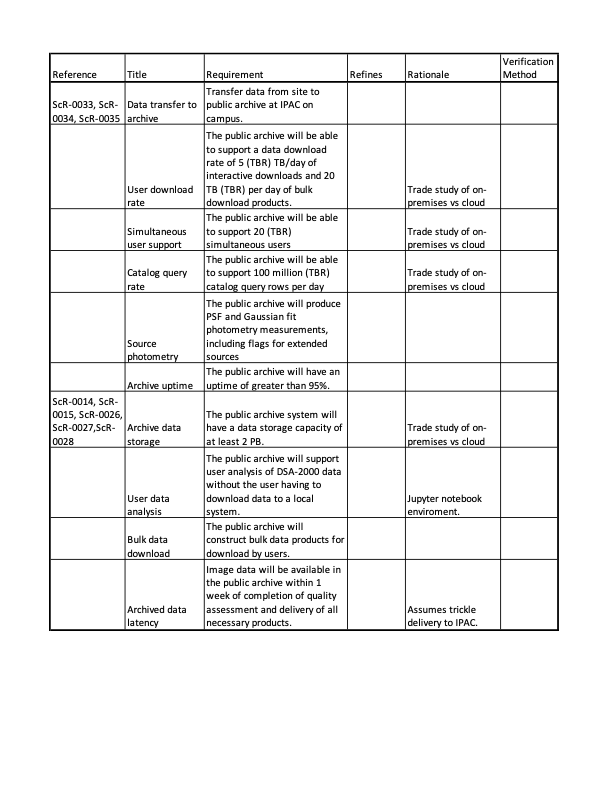 Reference Title Requirement Refines Rationale Verification
Method
ScR-0033, ScR-
0034, ScR-0035
Data transfer to
archive
Transfer data from site to
public archive at IPAC on
campus.
User download
rate
The public archive will be able
to support a data download
rate of 5 (TBR) TB/day of
interactive downloads and 20
TB (TBR) per day of bulk
download products.
Trade study of on-
premises vs cloud
Simultaneous
user support
The public archive will be able
to support 20 (TBR)
simultaneous users
Trade study of on-
premises vs cloud
Catalog query
rate
The public archive will be able
to support 100 million (TBR)
catalog query rows per day
Trade study of on-
premises vs cloud
Source
photometry
The public archive will produce
PSF and Gaussian fit
photometry measurements,
including flags for extended
sources
Archive uptime
The public archive will have an
uptime of greater than 95%.
ScR-0014, ScR-
0015, ScR-0026,
ScR-0027,ScR-
0028
Archive data
storage
The public archive system will
have a data storage capacity of
at least 2 PB.
Trade study of on-
premises vs cloud
User data
analysis
The public archive will support
user analysis of DSA-2000 data
without the user having to
download data to a local
system.
Jupyter notebook
enviroment.
Bulk data
download
The public archive will
construct bulk data products for
download by users.
Archived data
latency
Image data will be available in
the public archive within 1
week of completion of quality
assessment and delivery of all
necessary products.
Assumes trickle
delivery to IPAC.